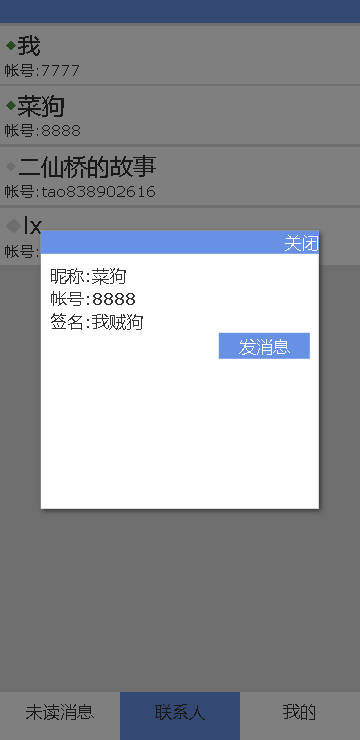 我
帐号:7777
菜狗
帐号:8888
二仙桥的故事
帐号:tao838902616
lx
帐号:
关闭
昵称:菜狗
帐号:8888
签名:我贼狗
发消息
未读消息 联系人 我的